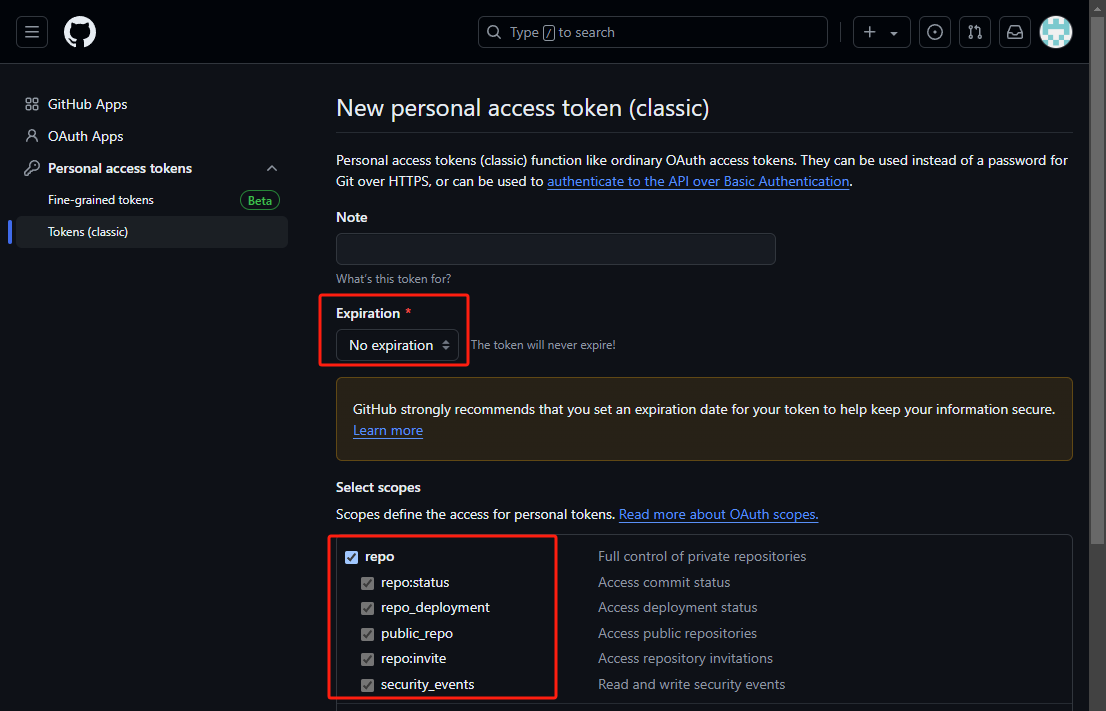 Type / to search
GitHub Apps
OAuth Apps
Personal access tokens
Fine-grained tokens
Beta
Tokens (classic)
New personal access token (classic)
Personal access tokens (classic) function like ordinary OAuth access tokens. They can be used instead of a password for
Git over HTTPS, or can be used to authenticate to the API over Basic Authentication.
Note
What's this token for?
Expiration *
No expiration
The token will never expire!
GitHub strongly recommends that you set an expiration date for your token to help keep your information secure.
Learn more
Select scopes
Scopes define the access for personal tokens. Read more about OAuth scopes.
repo Full control of private repositories
repo:status Access commit status
repo_deployment Access deployment status
public_repo Access public repositories
repo:invite Access repository invitations
security_events Read and write security events